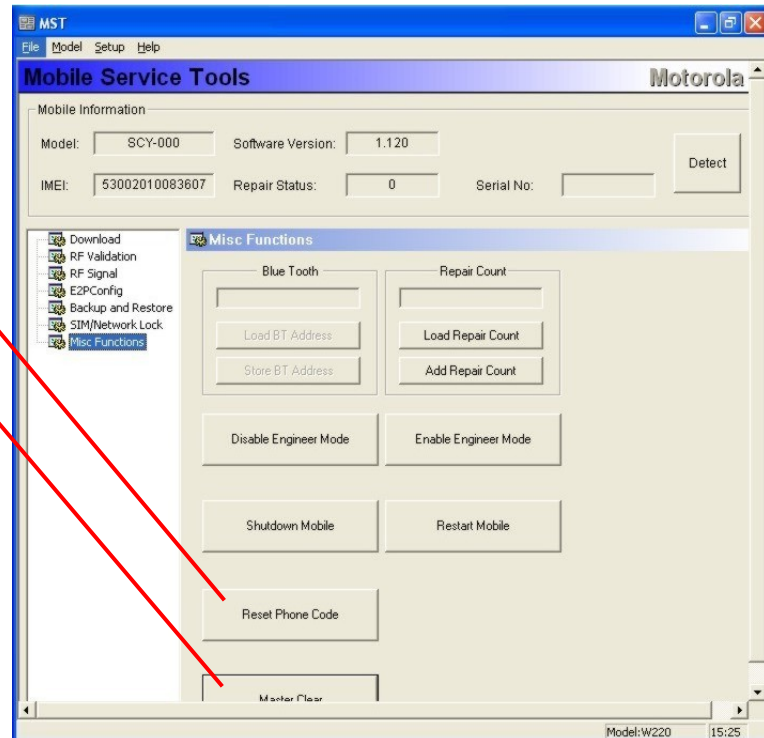 MST
File Model Setup Help
Mobile Service Tools Motorola
Mobile Information
Model: SCY-000 Software Version: 1.120
Detect
IMEI: 53002010083607 Repair Status: 0 Serial No:
Download
RF Validation
RF Signal
E2PConfig
Backup and Restore
SIM/Network Lock
Misc Functions
Misc Functions
Blue Tooth Repair Count
Load BT Address Load Repair Count
Store BT Address Add Repair Count
Disable Engineer Mode Enable Engineer Mode
Shutdown Mobile Restart Mobile
Reset Phone Code
Master Clear
Model:W220 15:25